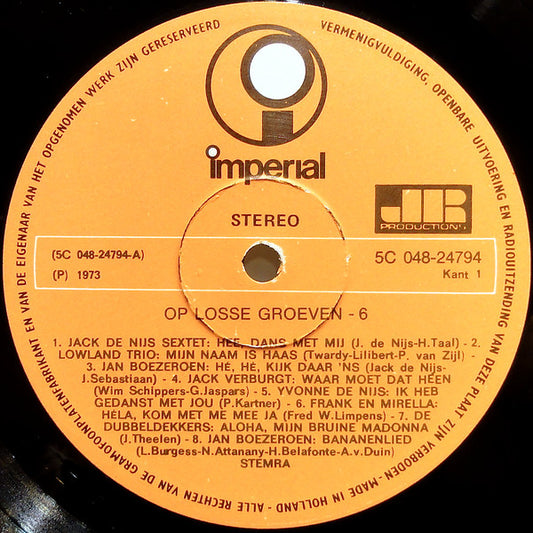 ALLE RECHTEN VAN DE GRAMOFOONPLATENFABRIKANT EN VAN DE EIGENAAR VAN HET OPGENOMEN WERK ZIJN GERESERVEERD
VERMENIGVULDIGING, OPENBARE UITVOERING EN RADIOUITZENDING VAN DEZE PLAAT ZIJN VERBODEN - MADE IN HOLLAND -
imperial
STEREO
JR
PRODUCTION'S
(5C 048-24794-A)
5C 048-24794
(P) 1973
Kant 1
OP LOSSE GROEVEN - 6
1. JACK DE NIJS SEXTET: HEE, DANS MET MIJ (J. de Nijs-H.Taal) - 2.
LOWLAND TRIO: MIJN NAAM IS HAAS (Twardy-Lilibert-P. van Zijl)
- 3. JAN BOEZEROEN: HÉ, HÉ, KIJK DAAR 'NS (Jack de Nijs-
J.Sebastiaan) - 4. JACK VERBURGT: WAAR MOET DAT HEEN
(Wim Schippers-G.Jaspars) - 5. YVONNE DE NIJS: IK HEB
GEDANST MET JOU (P.Kartner) - 6. FRANK EN MIRELLA:
HÉLA, KOM MET ME MEE JA (Fred W.Limpens) - 7. DE
DUBBELDEKKERS: ALOHA, MIJN BRUINE MADONNA
(J.Theelen) - 8. JAN BOEZEROEN: BANANENLIED
(L.Burgess-N.Attanany-H.Belafonte-A.v.Duin)
STEMRA